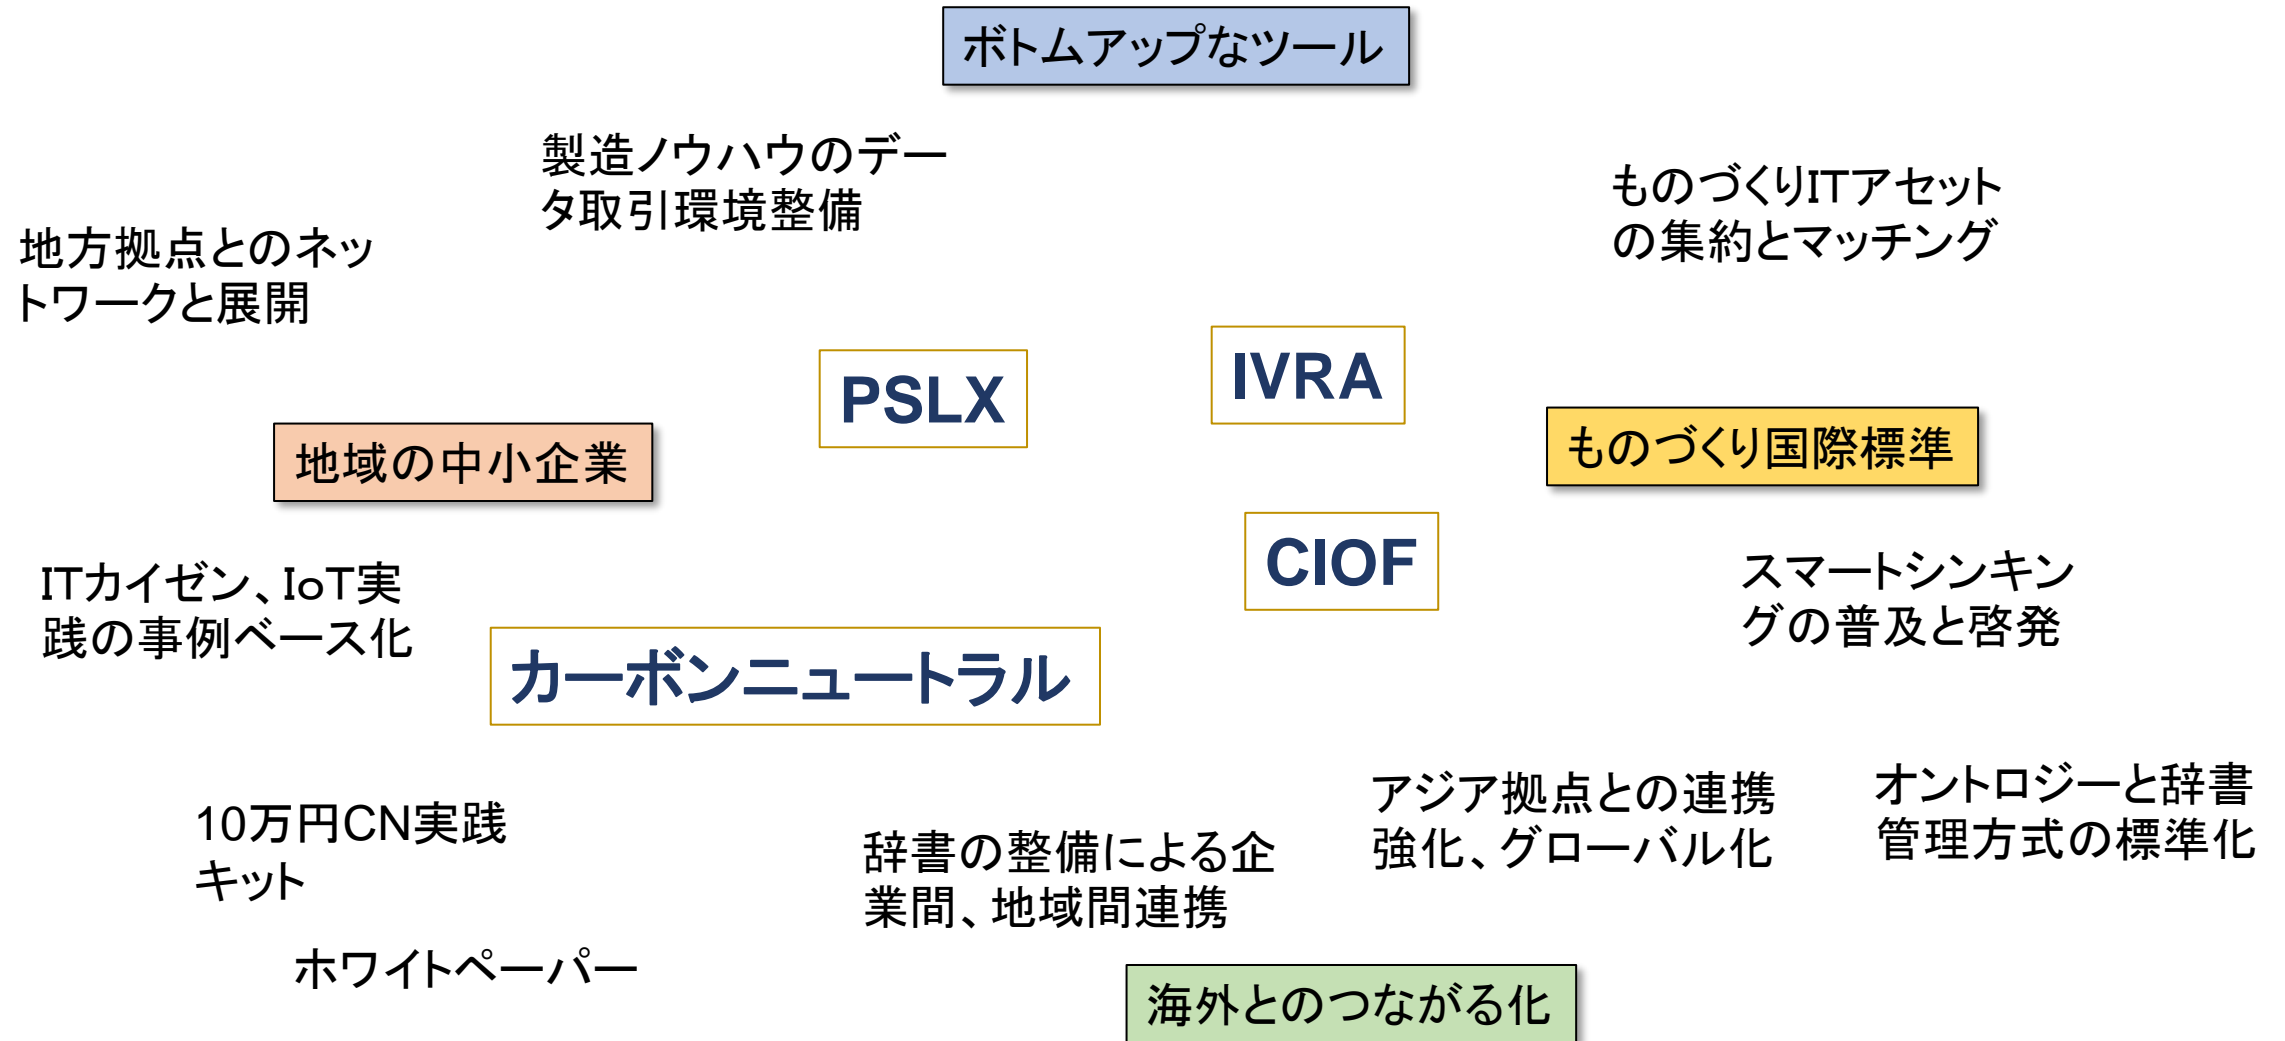 ボトムアップなツール
製造ノウハウのデー
タ取引環境整備
ものづくりITアセット
の集約とマッチング
地方拠点とのネッ
トワークと展開
IVRA
PSLX
ものづくり国際標準
地域の中小企業
CIOF
スマートシンキン
グの普及と啓発
ITカイゼン、IoT実
践の事例ベース化
カーボンニュートラル
オントロジーと辞書
管理方式の標準化
アジア拠点との連携
強化、グローバル化
10万円CN実践
キット
辞書の整備による企
業間、地域間連携
ホワイトペーパー
海外とのつながる化